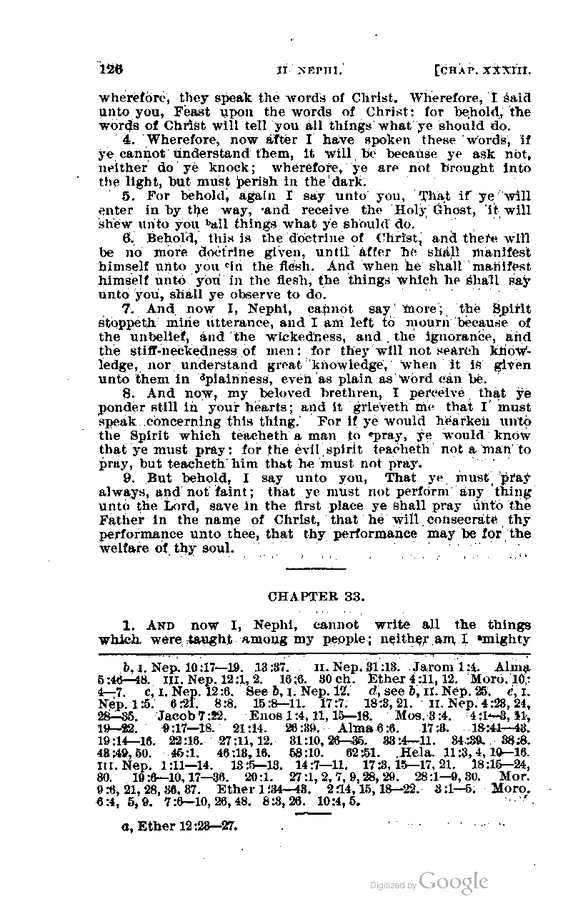 126 II NEPHI. [CHAP. XXXIII.
wherefore, they speak the words of Christ. Wherefore, I said
unto you, Feast upon the words of Christ: for behold, the
words of Christ will tell you all things what ye should do.
4. Wherefore, now after I have spoken these words, if
ye cannot understand them, it will be because ye ask not,
neither do ye knock; wherefore, ye are not brought into
the light, but must perish in the dark.
5. For behold, again I say unto you, That if ye will
enter in by the way, and receive the Holy Ghost, it will
shew unto you ᵇall things what ye should do.
6. Behold, this is the doctrine of Christ, and there will
be no more doctrine given, until after he shall manifest
himself unto you ᶜin the flesh. And when he shall manifest
himself unto you in the flesh, the things which he shall say
unto you, shall ye observe to do.
7. And now I, Nephi, cannot say more; the Spirit
stoppeth mine utterance, and I am left to mourn because of
the unbelief, and the wickedness, and the ignorance, and
the stiff-neckedness of men: for they will not search know-
ledge, nor understand great knowledge, when it is given
unto them in ᵈplainness, even as plain as word can be.
8. And now, my beloved brethren, I perceive that ye
ponder still in your hearts; and it grieveth me that I must
speak concerning this thing. For if ye would hearken unto
the Spirit which teacheth a man to ᵉpray, ye would know
that ye must pray: for the evil spirit teacheth not a man to
pray, but teacheth him that he must not pray.
9. But behold, I say unto you, That ye must pray
always, and not faint; that ye must not perform any thing
unto the Lord, save in the first place ye shall pray unto the
Father in the name of Christ, that he will consecrate thy
performance unto thee, that thy performance may be for the
welfare of thy soul.
CHAPTER 33.
1. AND now I, Nephi, cannot write all the things
which were taught among my people; neither am I ᵃmighty
b, I. Nep. 10:17—19. 13:37. II. Nep. 31:13. Jarom 1:4. Alma
5:46—48. III. Nep. 12:1, 2. 16:6. 30 ch. Ether 4:11, 12. Moro. 10:
4—7. c, I. Nep. 12:6. See b, I. Nep. 12. d, see b, II. Nep. 25. e, I.
Nep. 1:5. 6:21. 8:8. 15:8—11. 17:7. 18:3, 21. II. Nep. 4:23, 24,
28—35. Jacob 7:22. Enos 1:4, 11, 15—18. Mos. 3:4. 4:1—3, 11,
19—22. 9:17—18. 21:14. 26:39. Alma 6:6. 17:3. 18:41—43.
19:14—16. 22:16. 27:11, 12. 31:10, 26—35. 33:4—11. 34:39. 38:8.
43:49, 50. 45:1. 46:13, 16. 58:10. 62:51. Hela. 11:3, 4, 10—16.
III. Nep. 1:11—14. 13:5—13. 14:7—11. 17:3, 15—17, 21. 18:15—24,
30. 19:6—10, 17—36. 20:1. 27:1, 2, 7, 9, 28, 29. 28:1—9, 30. Mor.
9:6, 21, 28, 36, 37. Ether 1:34—43. 2:14, 15, 18—22. 3:1—5. Moro.
6:4, 5, 9. 7:6—10, 26, 48. 8:3, 26. 10:4, 5.
a, Ether 12:23—27.
Digitized by Google